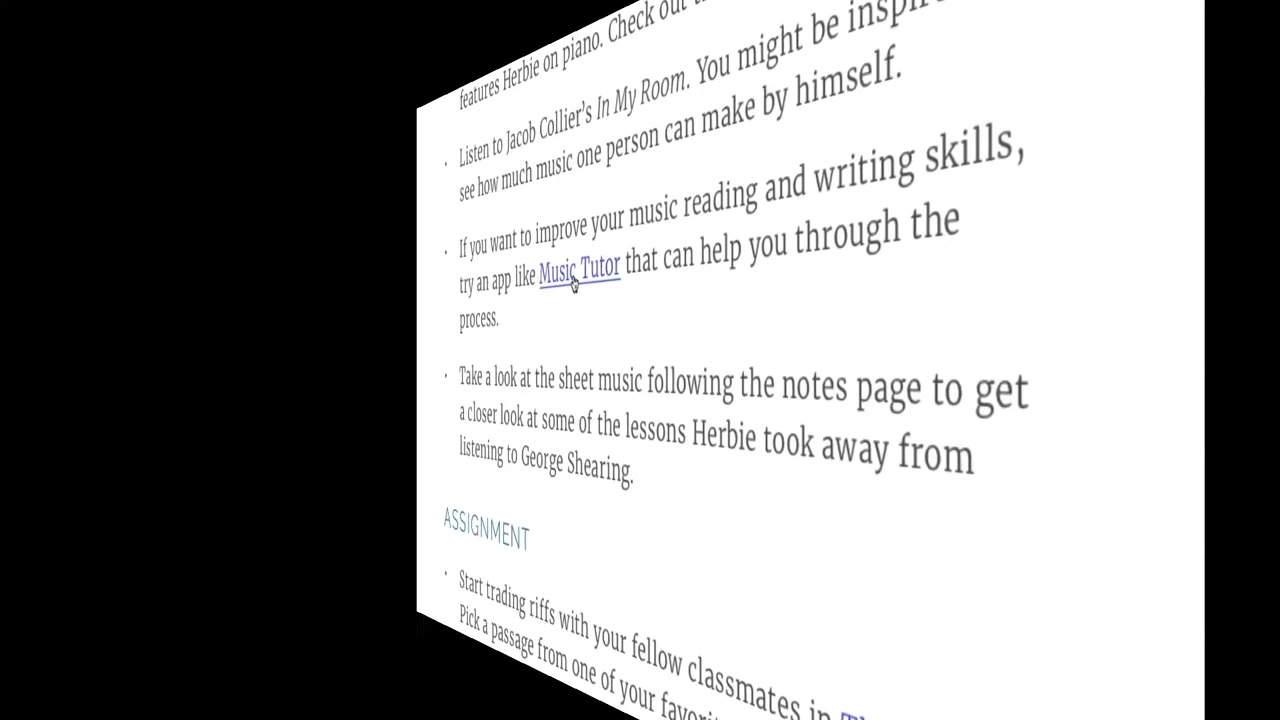 features Herbie on piano. Check out
Listen to Jacob Collier's In My Room. You might be
see how much music one person can make by himself.
If you want to improve your music reading and writing skills,
try an app like Music Tutor that can help you through the
process.
Take a look at the sheet music following the notes page to get
a closer look at some of the lessons Herbie took away from
listening to George Shearing.
ASSIGNMENT
Start trading riffs with your fellow classmates in
Pick a passage from one of your